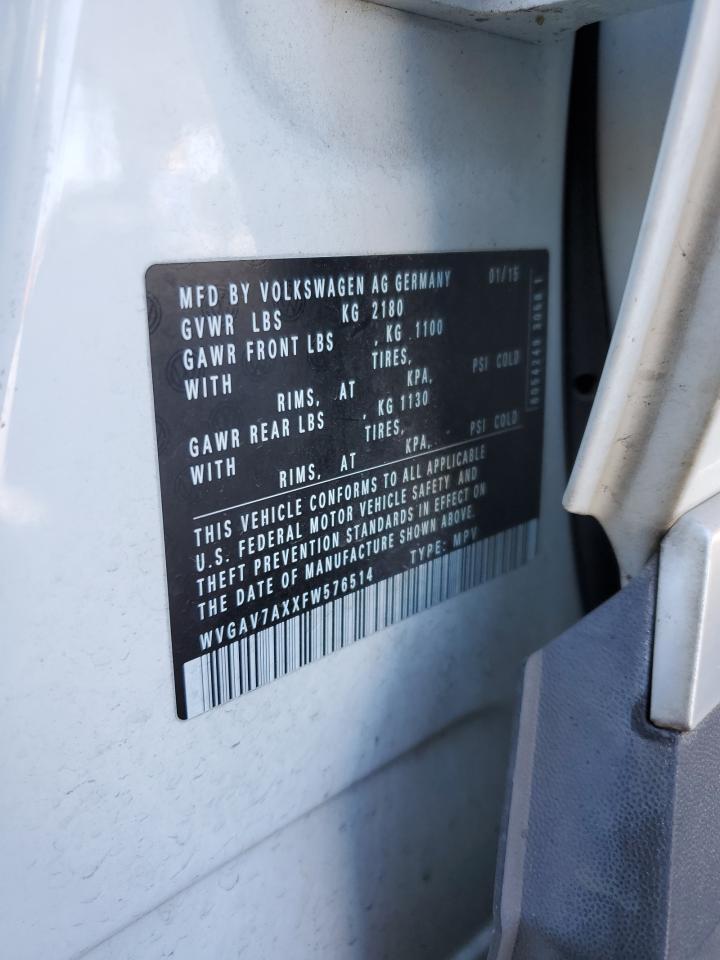 MFD BY VOLKSWAGEN AG GERMANY 01/15
GVWR LBS KG 2180
GAWR FRONT LBS , KG 1100
WITH TIRES, PSI COLD
RIMS, AT KPA,
GAWR REAR LBS , KG 1130
WITH TIRES, PSI COLD
RIMS, AT KPA,
THIS VEHICLE CONFORMS TO ALL APPLICABLE
U.S. FEDERAL MOTOR VEHICLE SAFETY AND
THEFT PREVENTION STANDARDS IN EFFECT ON
THE DATE OF MANUFACTURE SHOWN ABOVE.
WVGAV7AXXFW576514 TYPE: MPV